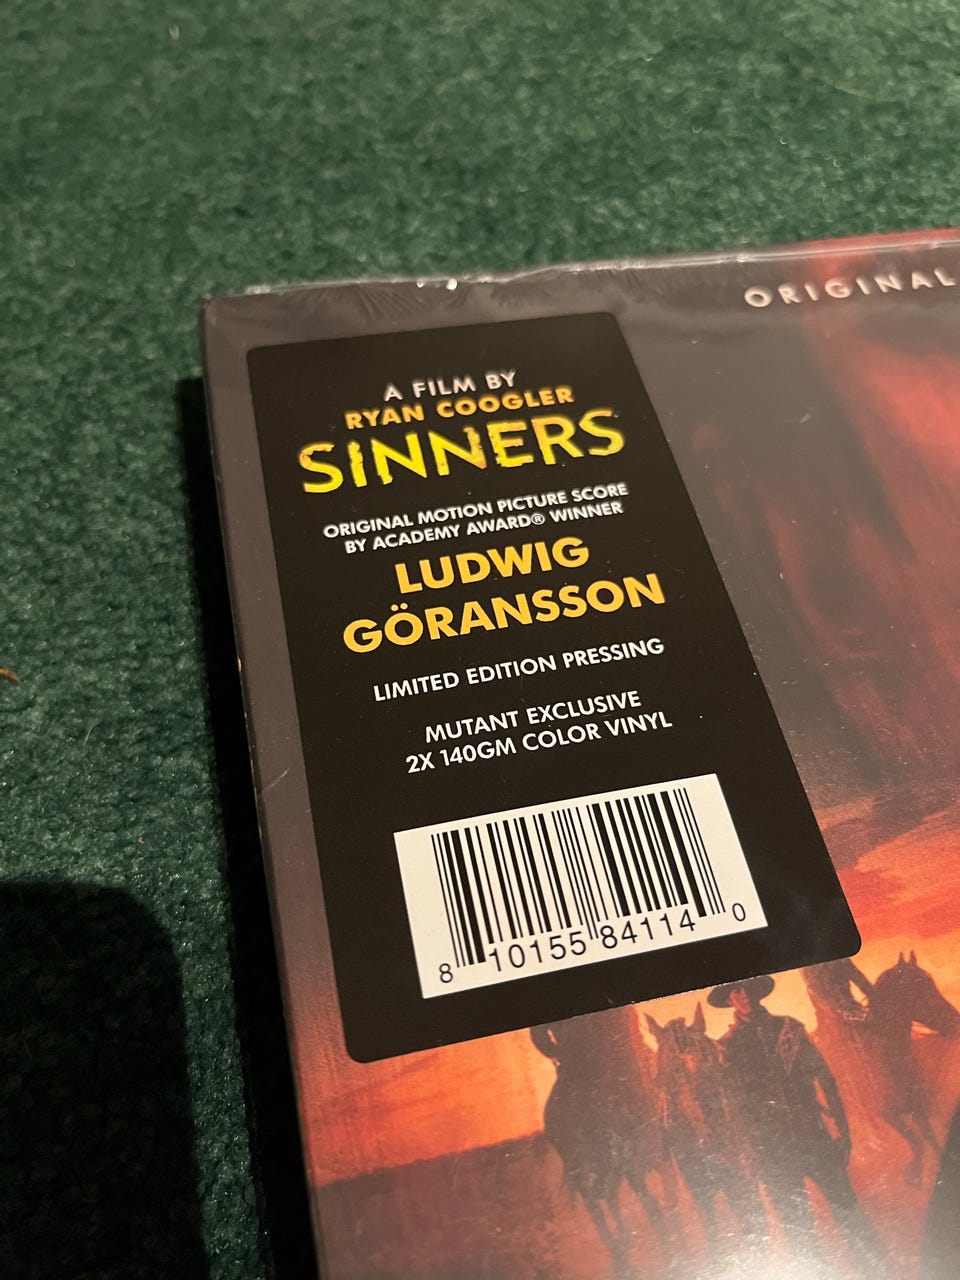 ORIGINAL
A FILM BY
RYAN COOGLER
SINNERS
ORIGINAL MOTION PICTURE SCORE
BY ACADEMY AWARD® WINNER
LUDWIG
GÖRANSSON
LIMITED EDITION PRESSING
MUTANT EXCLUSIVE
2X 140GM COLOR VINYL
8 10155 84114 0